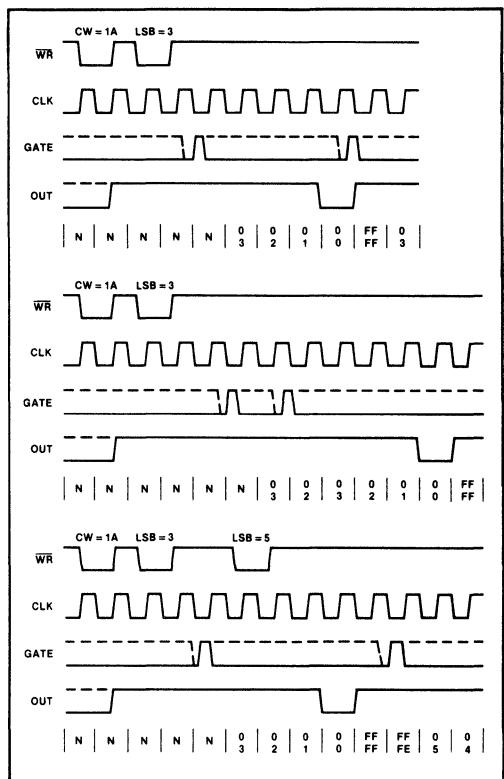 CW = 1A LSB = 3
WR
CLK
GATE
OUT
N N N N N 0 0 0 0 FF 0
3 2 1 0 FF 3
CW = 1A LSB = 3
WR
CLK
GATE
OUT
N N N N N N 0 0 0 0 0 0 FF
3 2 3 2 1 0 FF
CW = 1A LSB = 3 LSB = 5
WR
CLK
GATE
OUT
N N N N N 0 0 0 0 FF FF 0 0
3 2 1 0 FF FE 5 4